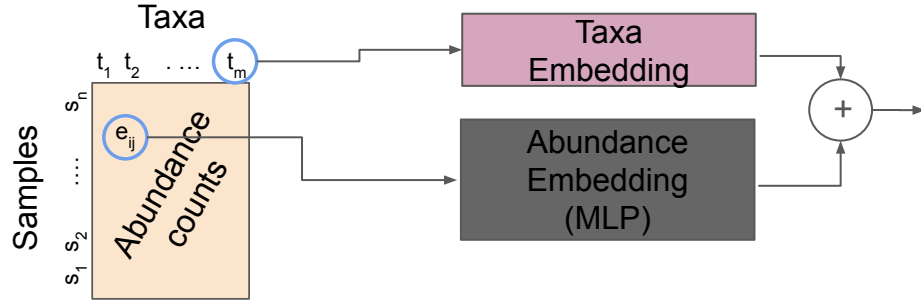 Taxa
t1 t2 . ... tm
Samples
s1 s2 .... sn
eij
Abundance
counts
Taxa
Embedding
Abundance
Embedding
(MLP)
+